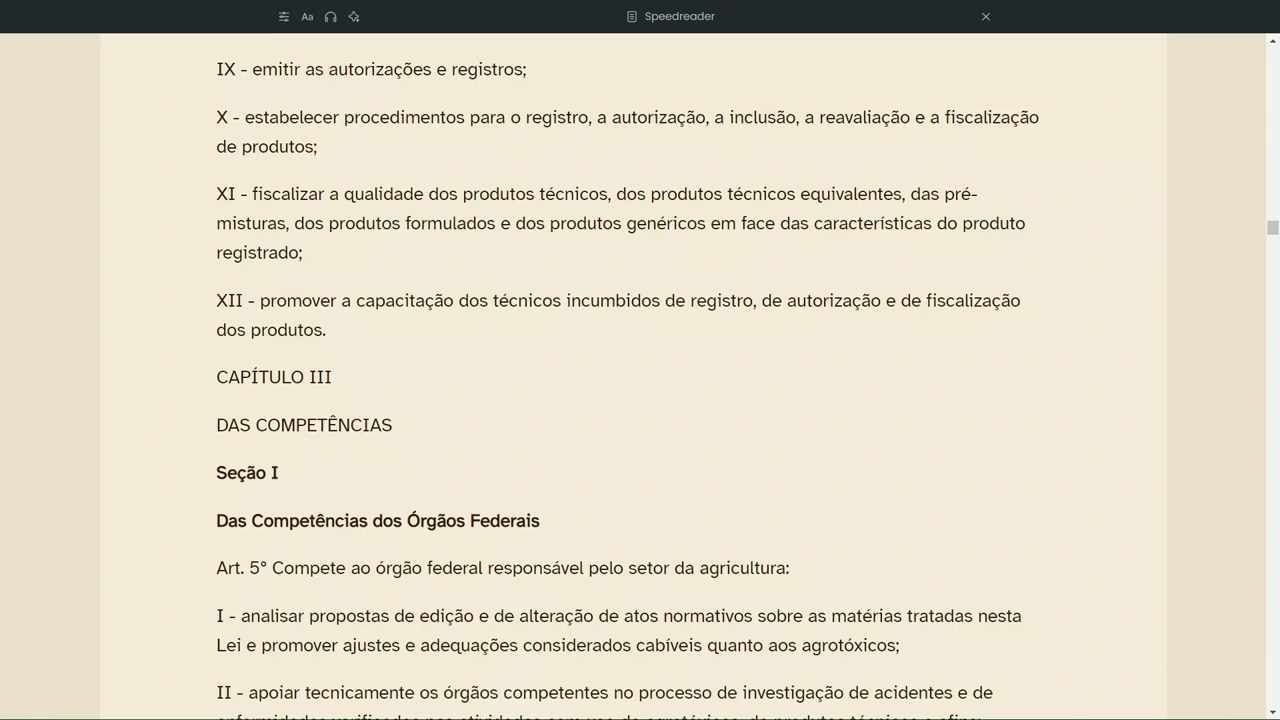 Aa
Speedreader
IX - emitir as autorizações e registros;
X - estabelecer procedimentos para o registro, a autorização, a inclusão, a reavaliação e a fiscalização
de produtos;
XI - fiscalizar a qualidade dos produtos técnicos, dos produtos técnicos equivalentes, das pré-
misturas, dos produtos formulados e dos produtos genéricos em face das características do produto
registrado;
XII - promover a capacitação dos técnicos incumbidos de registro, de autorização e de fiscalização
dos produtos.
CAPÍTULO III
DAS COMPETÊNCIAS
Seção I
Das Competências dos Órgãos Federais
Art. 5º Compete ao órgão federal responsável pelo setor da agricultura:
I - analisar propostas de edição e de alteração de atos normativos sobre as matérias tratadas nesta
Lei e promover ajustes e adequações considerados cabíveis quanto aos agrotóxicos;
II - apoiar tecnicamente os órgãos competentes no processo de investigação de acidentes e de